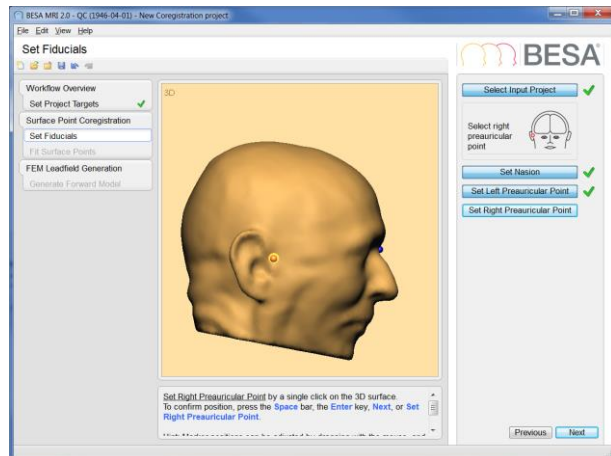 BESA MRI 2.0 - QC (1946-04-01) - New Coregistration project
File Edit View Help
Set Fiducials
BESA
Workflow Overview
Set Project Targets
Surface Point Coregistration
Set Fiducials
Fit Surface Points
FEM Leadfield Generation
Generate Forward Model
3D
Set Right Preauricular Point by a single click on the 3D surface.
To confirm position, press the Space bar, the Enter key, Next, or Set
Right Preauricular Point.
Select Input Project
Select right
preauricular
point
Set Nasion
Set Left Preauricular Point
Set Right Preauricular Point
Previous Next